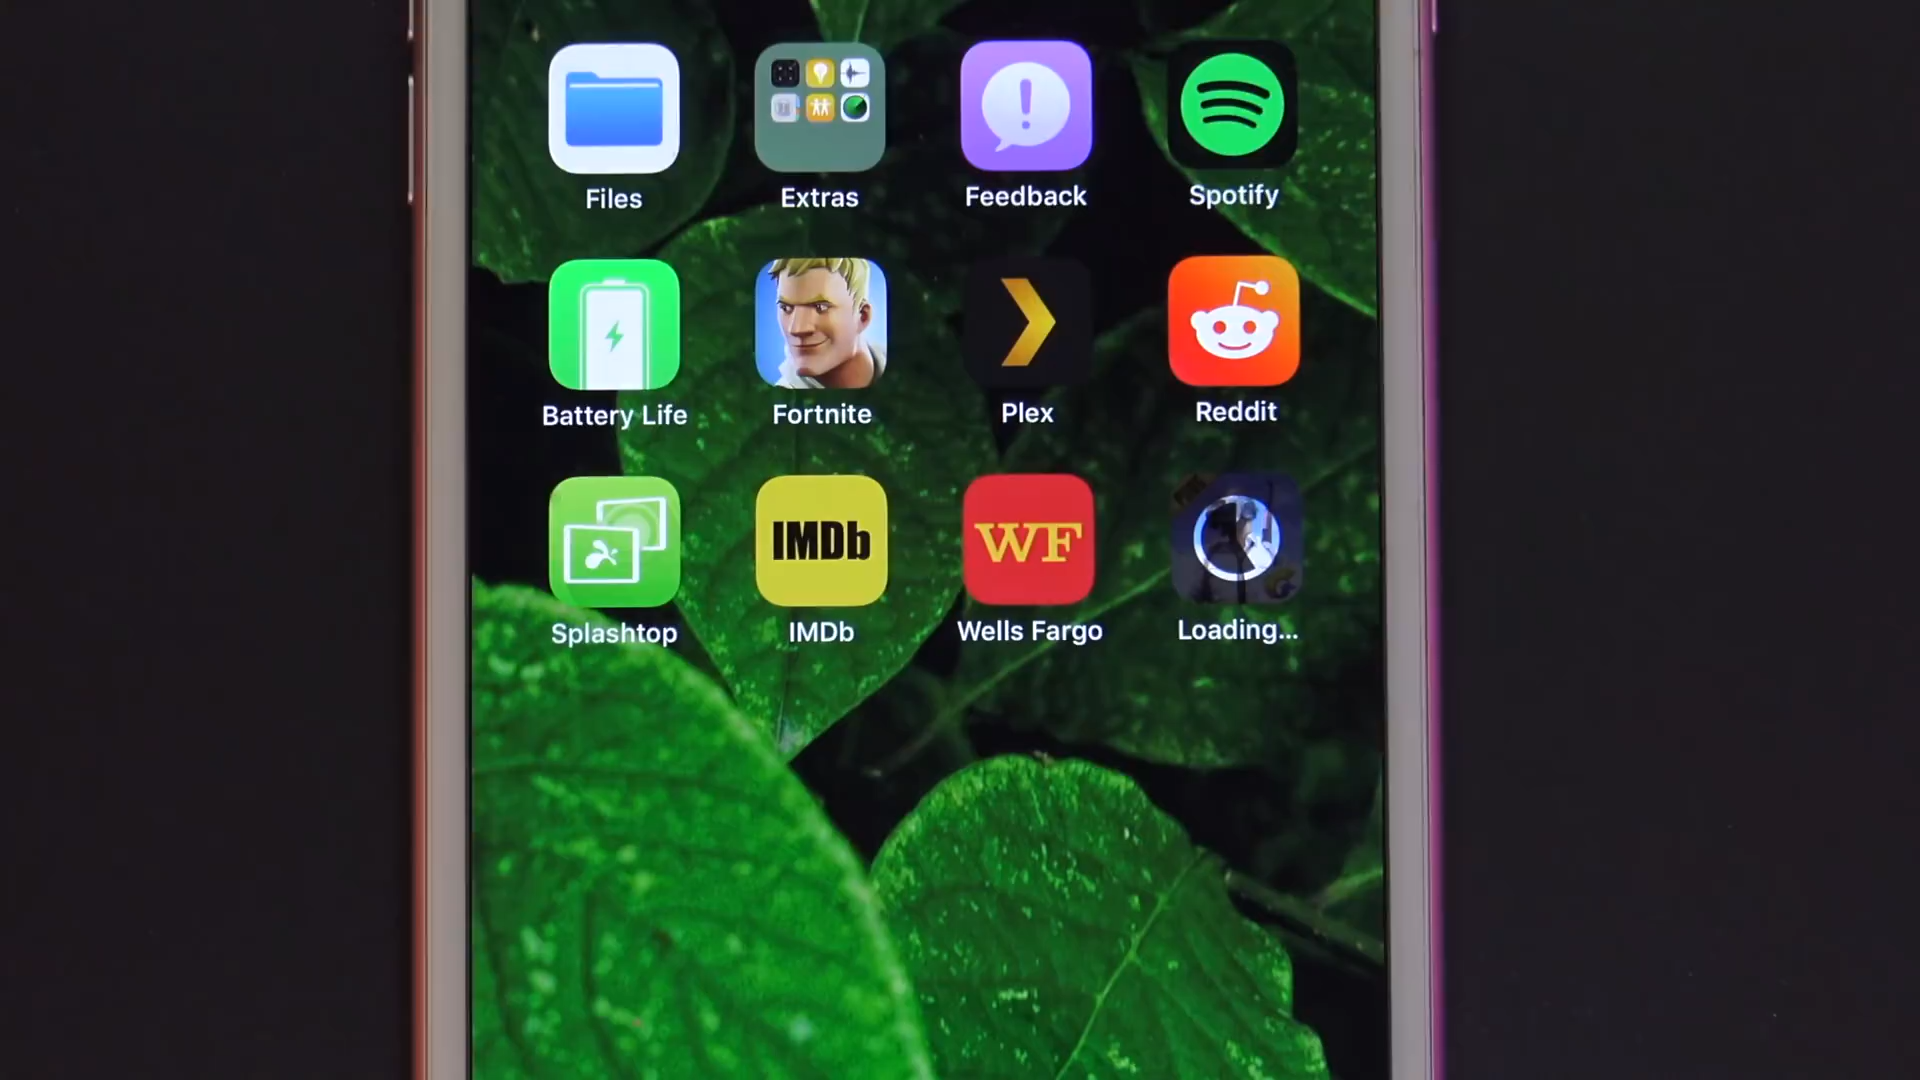 Files Extras Feedback Spotify
Battery Life Fortnite Plex Reddit
IMDb WF
Splashtop IMDb Wells Fargo Loading...